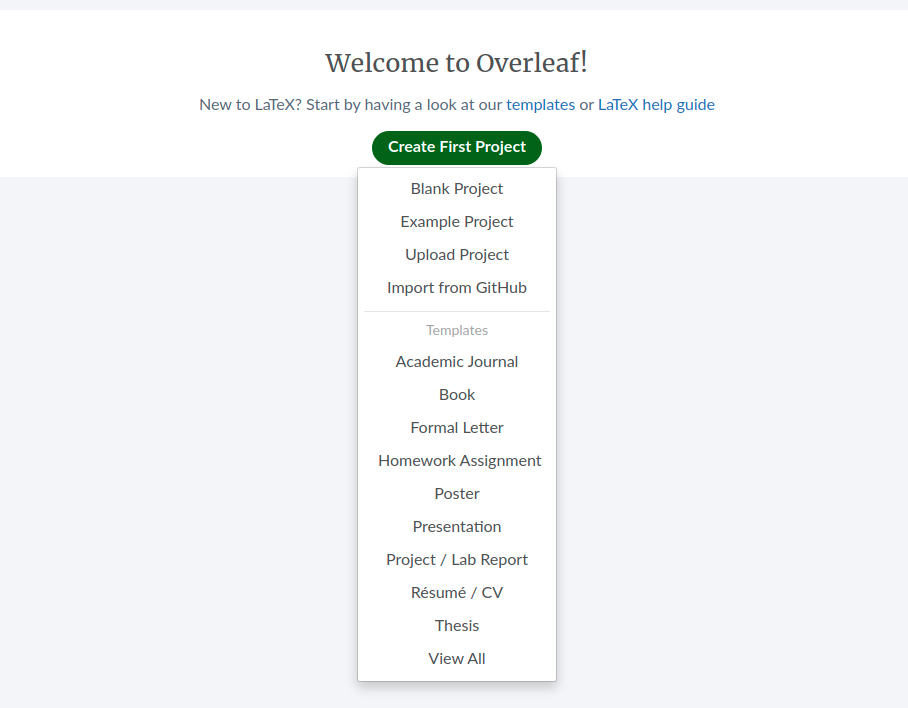 Welcome to Overleaf!
New to LaTeX? Start by having a look at our templates or LaTeX help guide
Create First Project
Blank Project
Example Project
Upload Project
Import from GitHub
Templates
Academic Journal
Book
Formal Letter
Homework Assignment
Poster
Presentation
Project / Lab Report
Résumé / CV
Thesis
View All